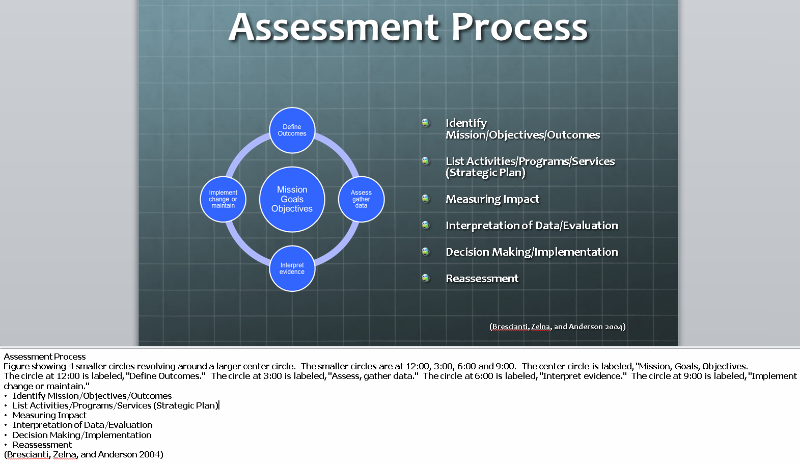 Assessment Process
Define
Outcomes
Implement
change or
maintain
Mission
Goals
Objectives
Assess
gather
data
Interpret
evidence
Identify
Mission/Objectives/Outcomes
List Activities/Programs/Services
(Strategic Plan)
Measuring Impact
Interpretation of Data/Evaluation
Decision Making/Implementation
Reassessment
(Brescianti, Zelna, and Anderson 2004)
Assessment Process
Figure showing 4 smaller circles revolving around a larger center circle. The smaller circles are at 12:00, 3:00, 6:00 and 9:00. The center circle is labeled, "Mission, Goals, Objectives.
The circle at 12:00 is labeled, "Define Outcomes." The circle at 3:00 is labeled, "Assess, gather data." The circle at 6:00 is labeled, "Interpret evidence." The circle at 9:00 is labeled, "Implement
change or maintain."
• Identify Mission/Objectives/Outcomes
• List Activities/Programs/Services (Strategic Plan)
• Measuring Impact
• Interpretation of Data/Evaluation
• Decision Making/Implementation
• Reassessment
(Brescianti, Zelna, and Anderson 2004)